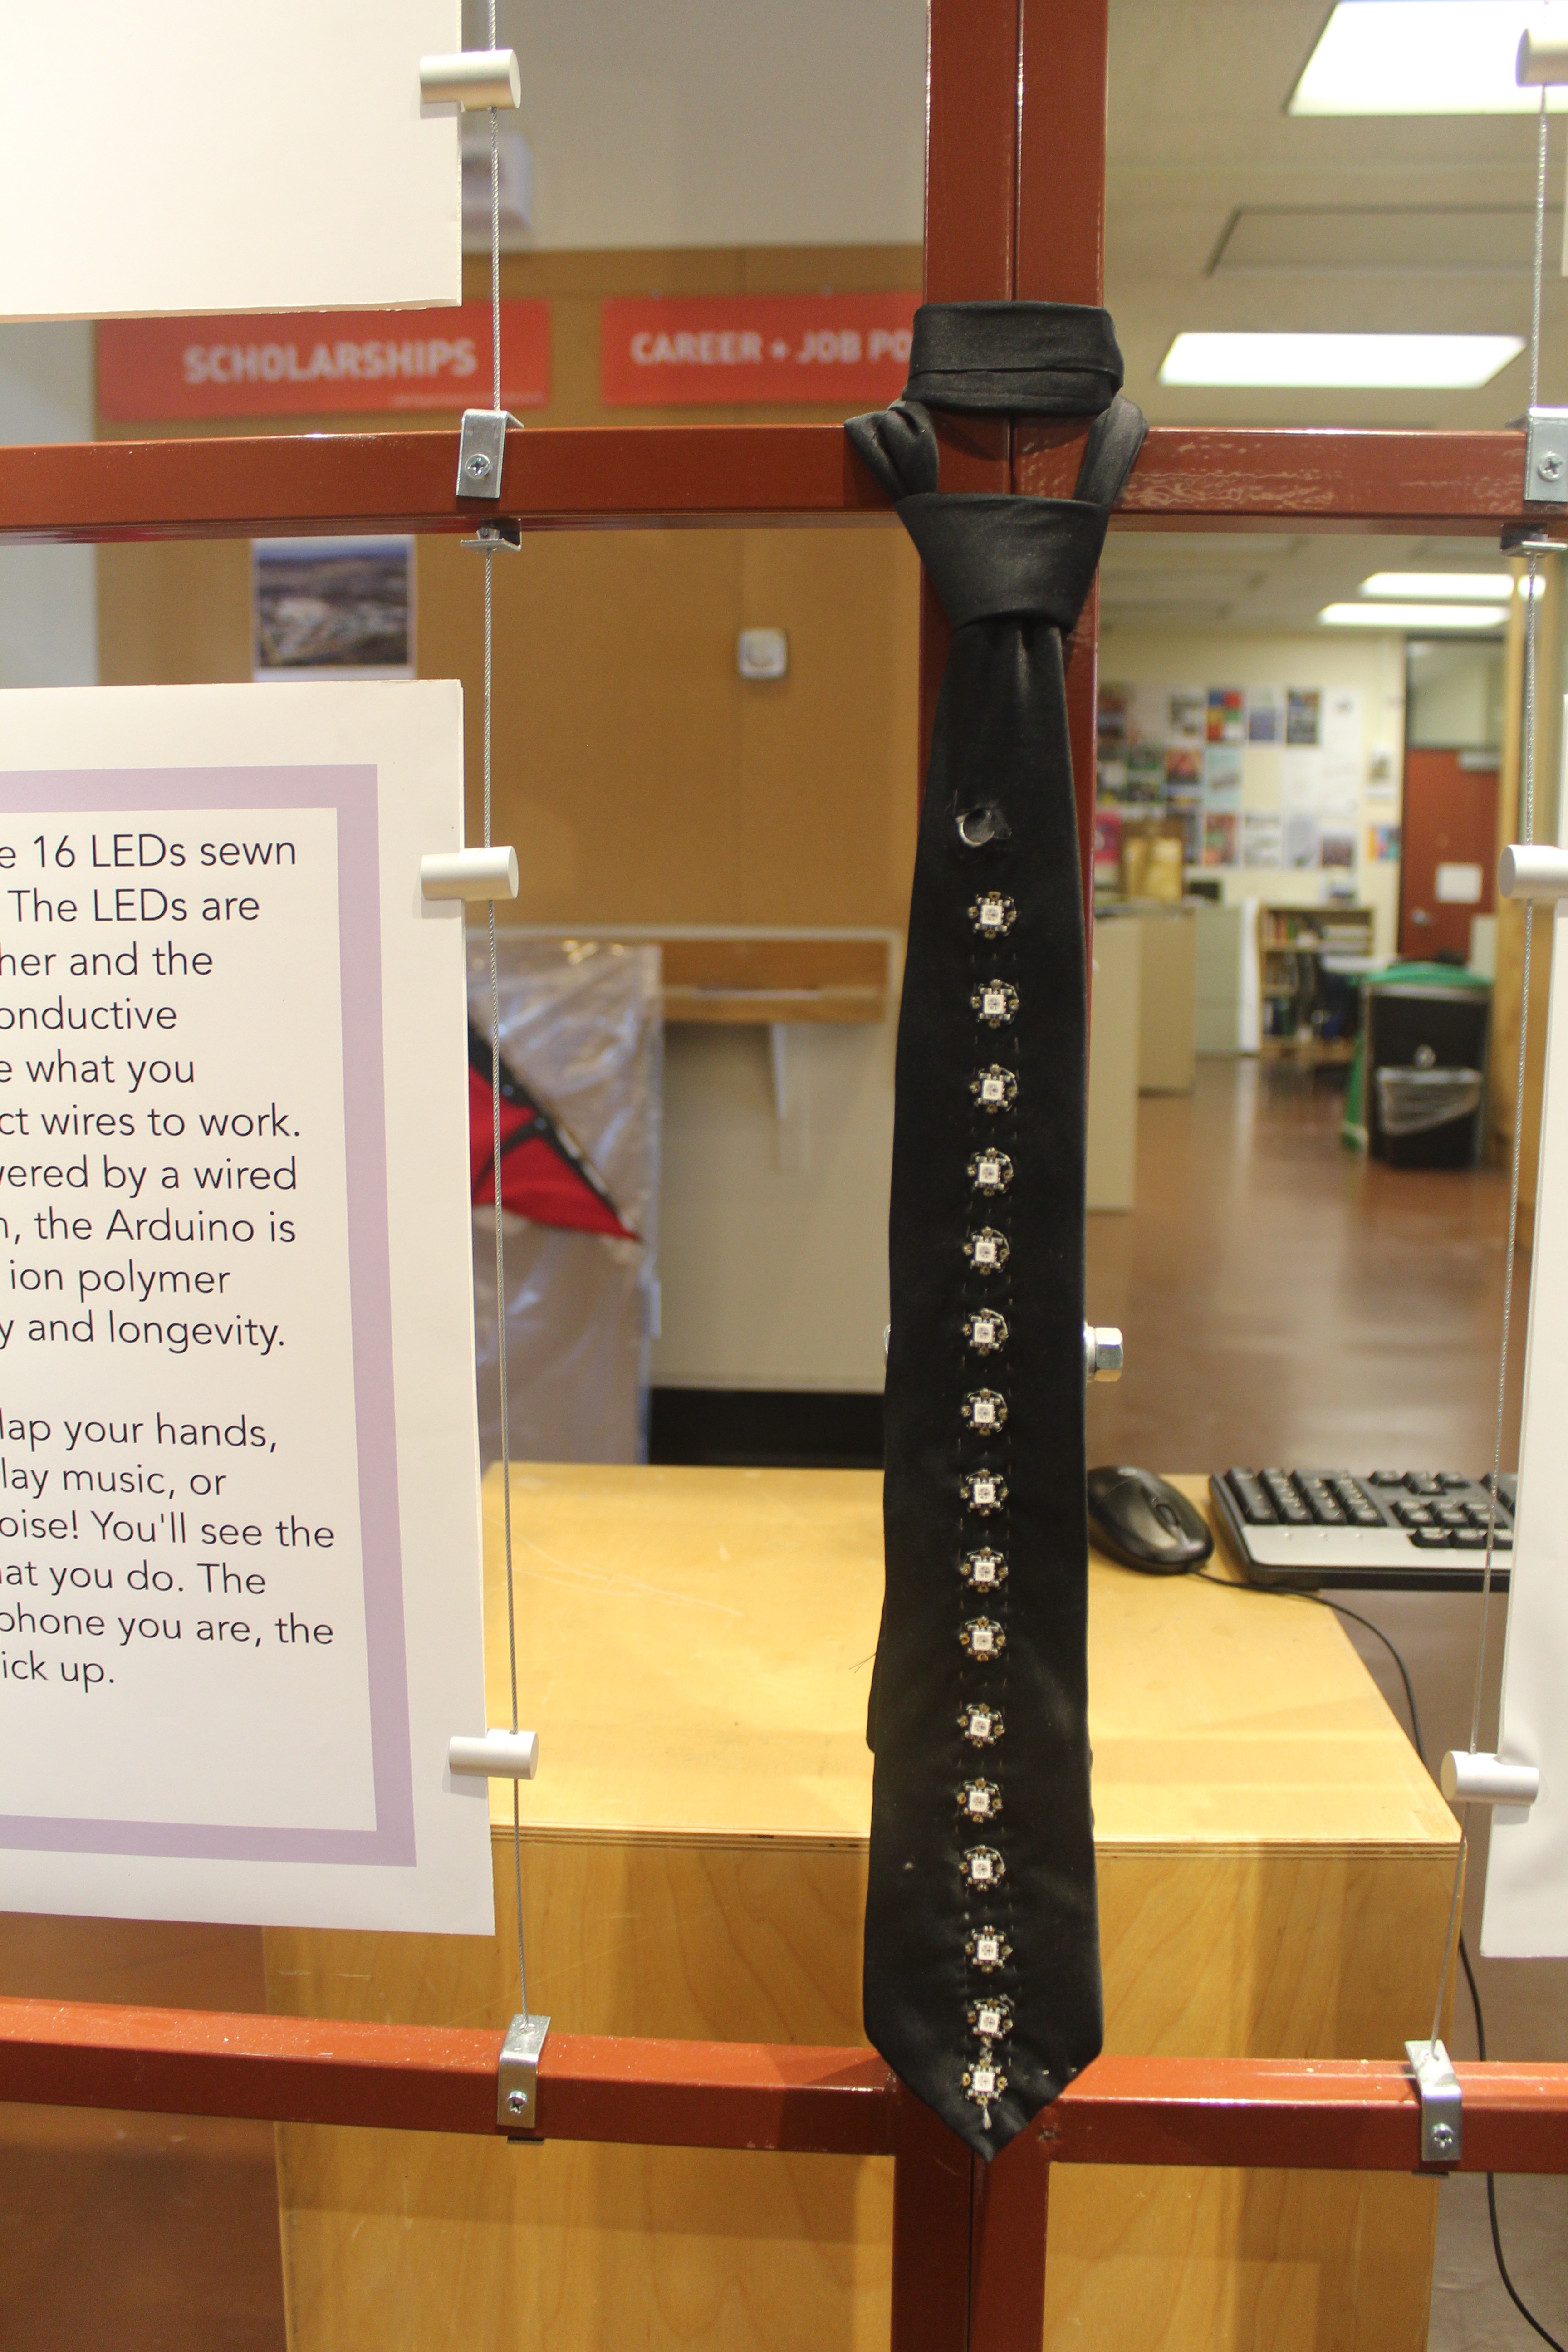 SCHOLARSHIPS
CAREER + JOB PO
e 16 LEDs sewn
The LEDs are
her and the
onductive
e what you
ct wires to work.
wered by a wired
n, the Arduino is
ion polymer
y and longevity.
lap your hands,
lay music, or
oise! You'll see the
hat you do. The
phone you are, the
ick up.